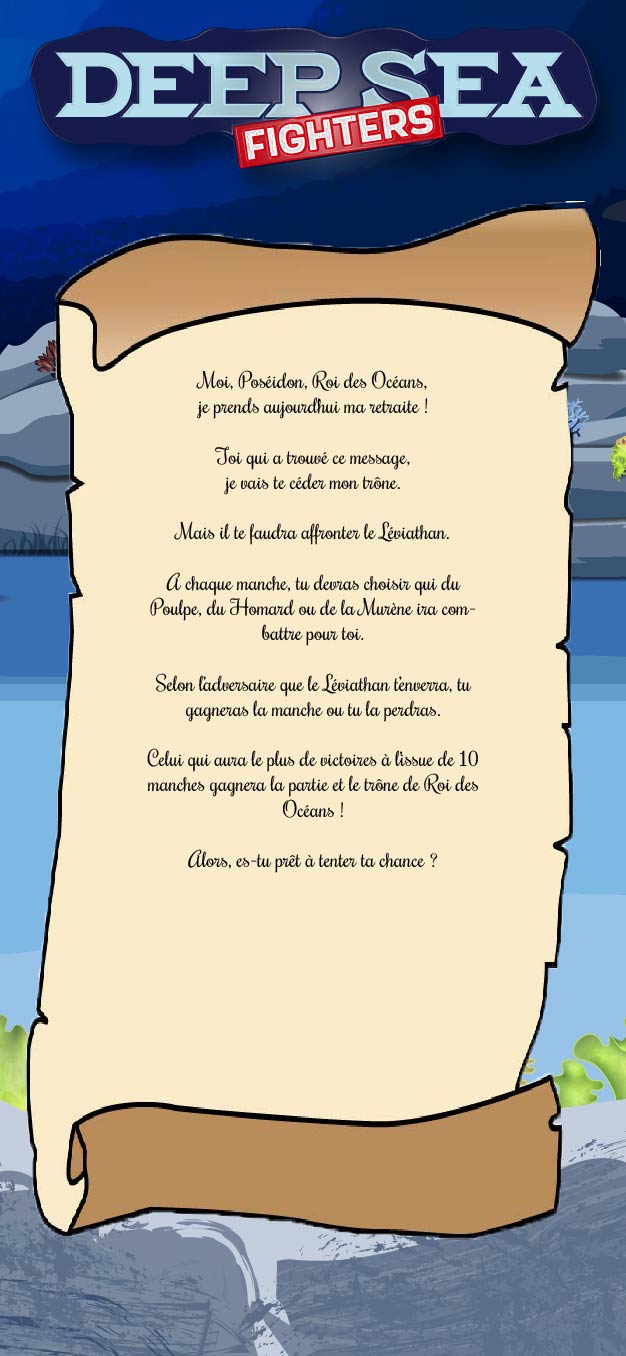 DEEP SEA
FIGHTERS
Moi, Poséidon, Roi des Océans,
je prends aujourd'hui ma retraite !
Toi qui a trouvé ce message,
je vais te céder mon trône.
Mais il te faudra affronter le Léviathan.
A chaque manche, tu devras choisir qui du
Poulpe, du Homard ou de la Murène ira com-
battre pour toi.
Selon l'adversaire que le Léviathan t'enverra, tu
gagneras la manche ou tu la perdras.
Celui qui aura le plus de victoires à l'issue de 10
manches gagnera la partie et le trône de Roi des
Océans !
Alors, es-tu prêt à tenter ta chance ?